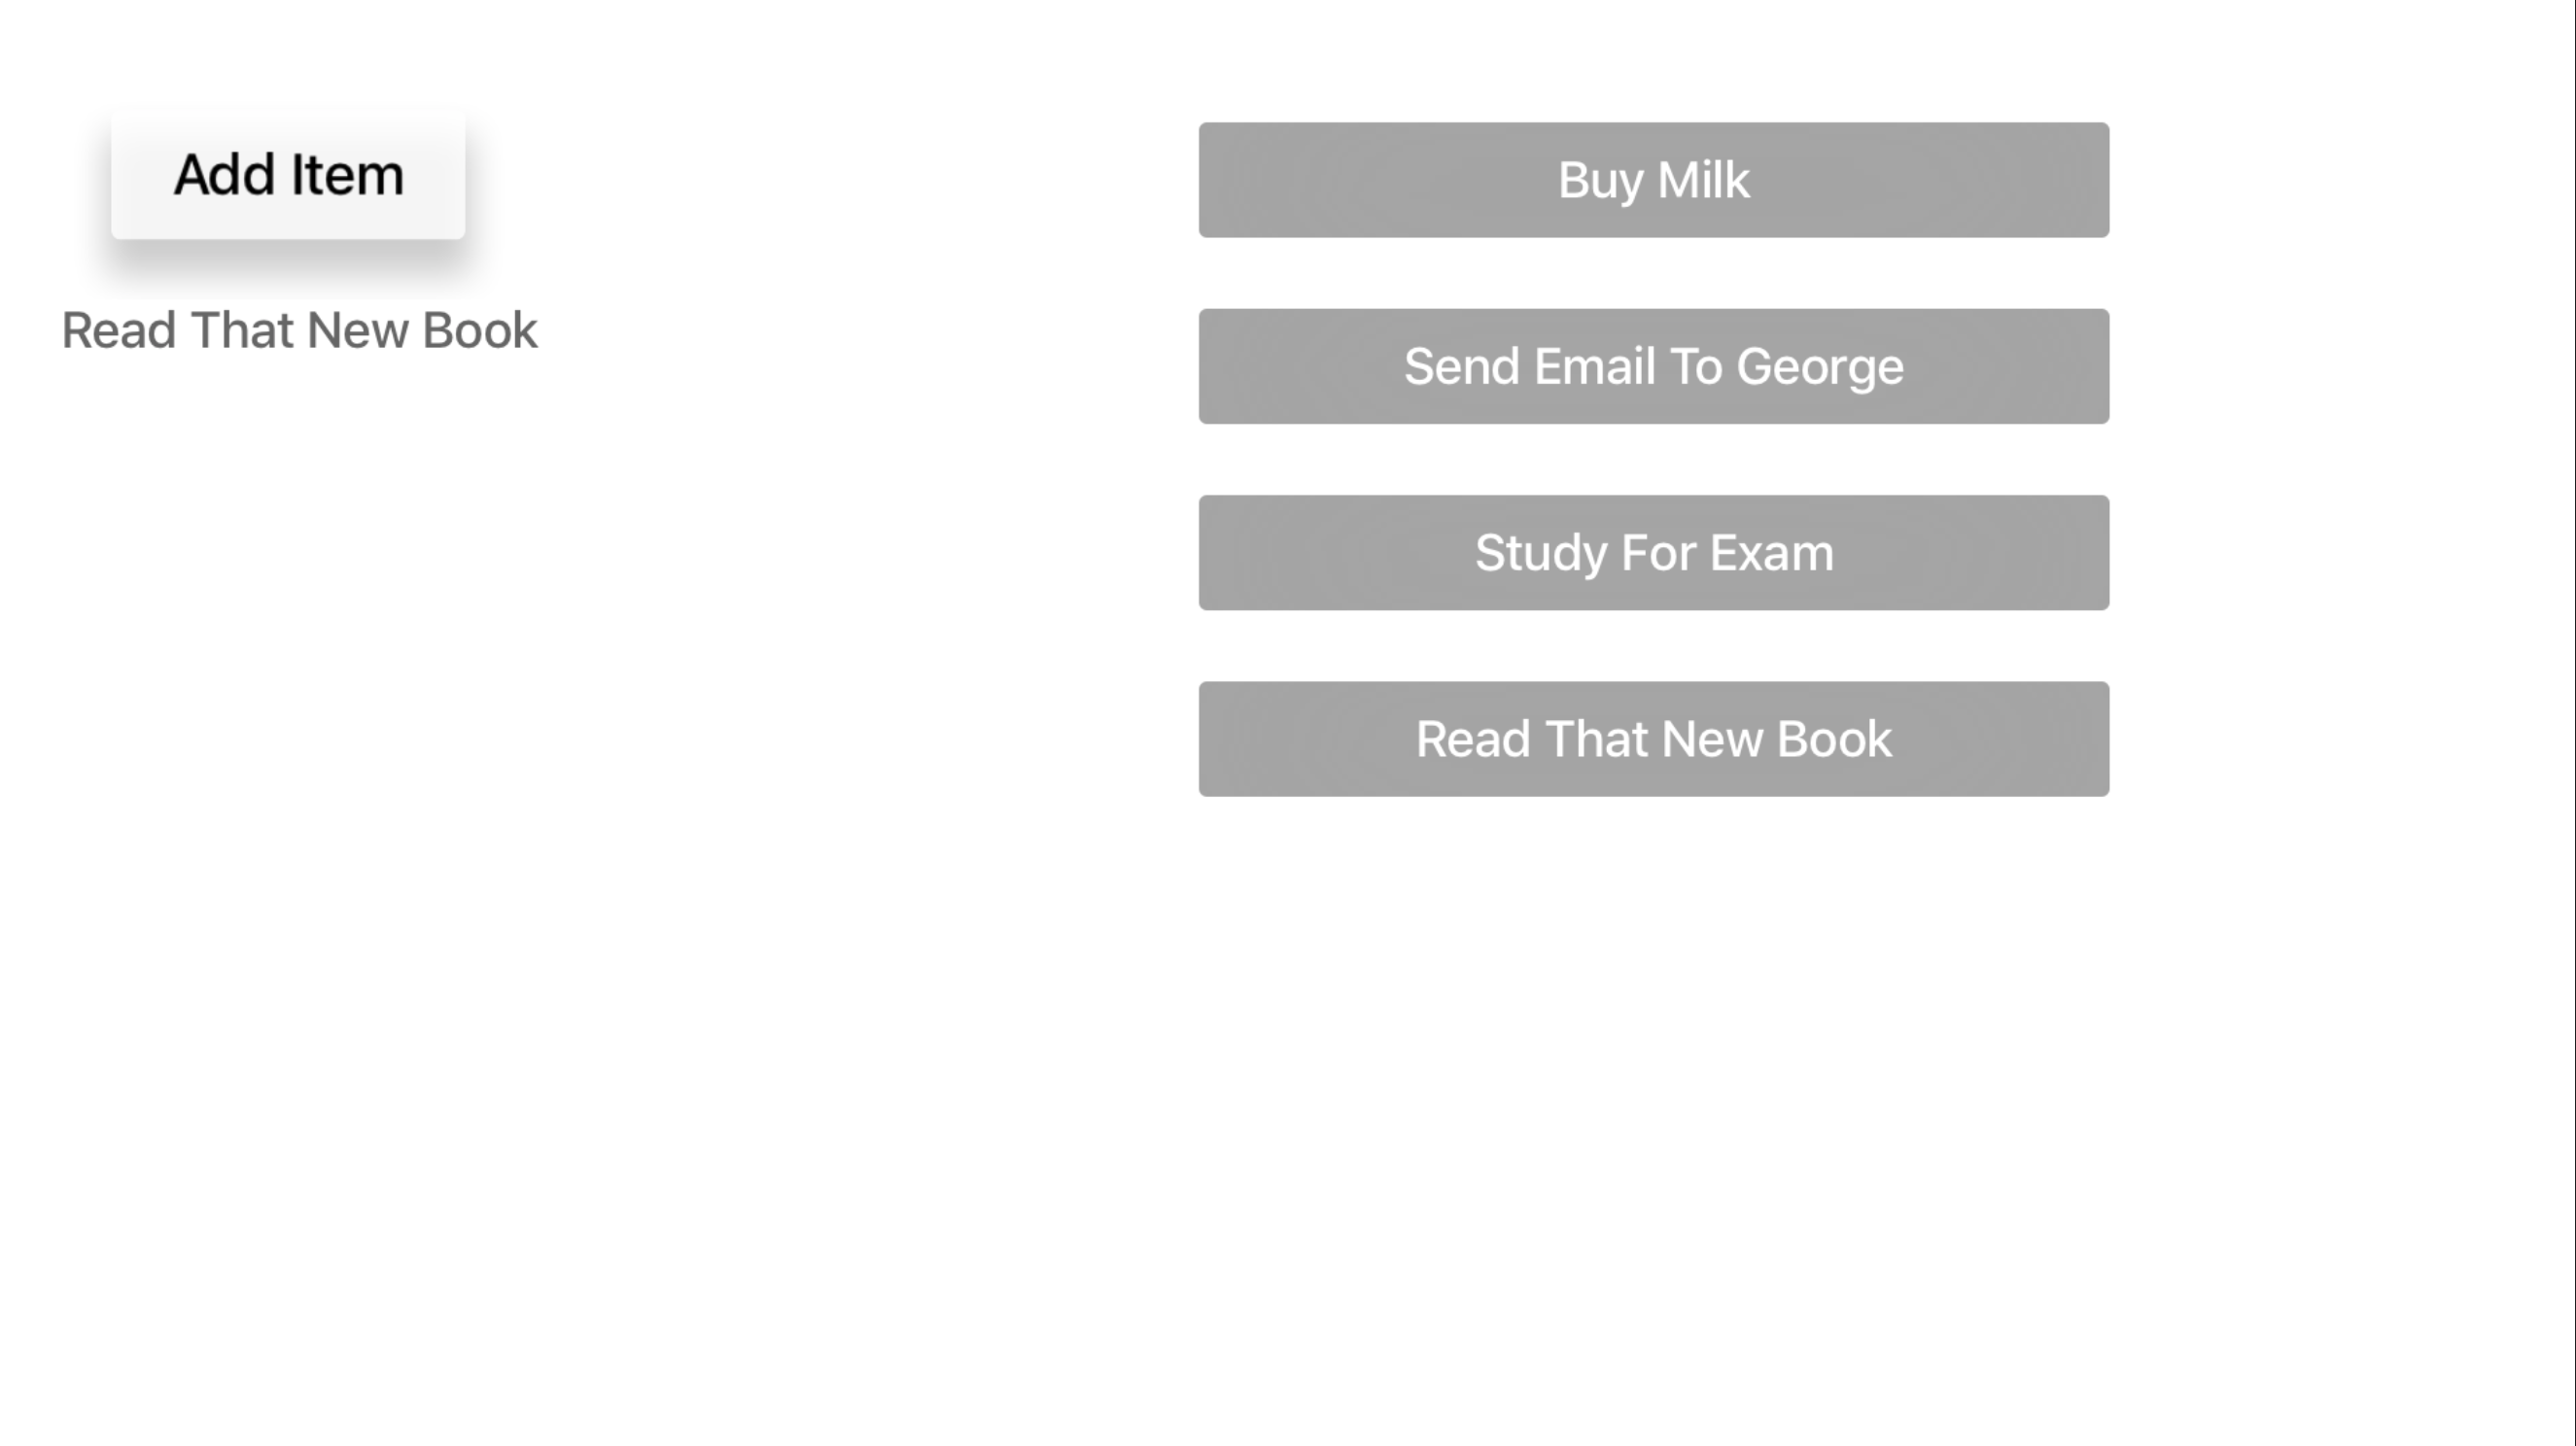 Add Item
Read That New Book
Buy Milk
Send Email To George
Study For Exam
Read That New Book